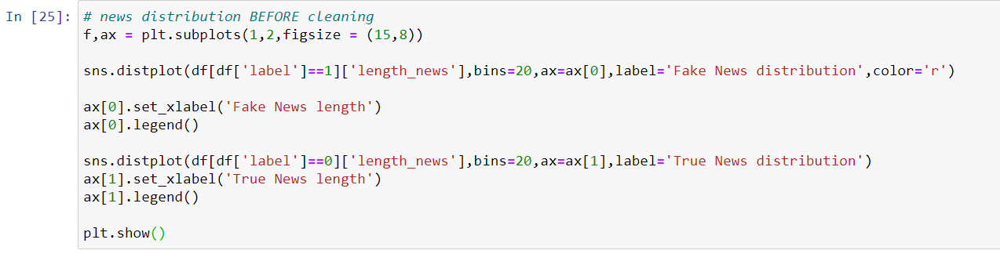 In [25]: # news distribution BEFORE cleaning
f,ax = plt.subplots(1,2,figsize = (15,8))
sns.distplot(df[df['label']==1]['length_news'],bins=20,ax=ax[0],label='Fake News distribution',color='r')
ax[0].set_xlabel('Fake News length')
ax[0].legend()
sns.distplot(df[df['label']==0]['length_news'],bins=20,ax=ax[1],label='True News distribution')
ax[1].set_xlabel('True News length')
ax[1].legend()
plt.show()